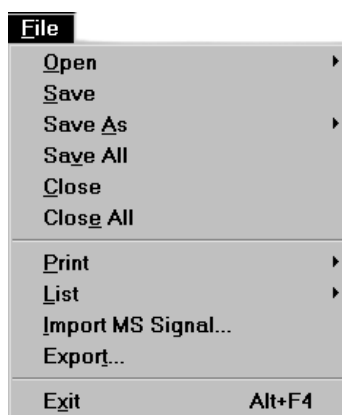 File
Open
Save
Save As
Save All
Close
Close All
Print
List
Import MS Signal...
Export...
Exit Alt+F4